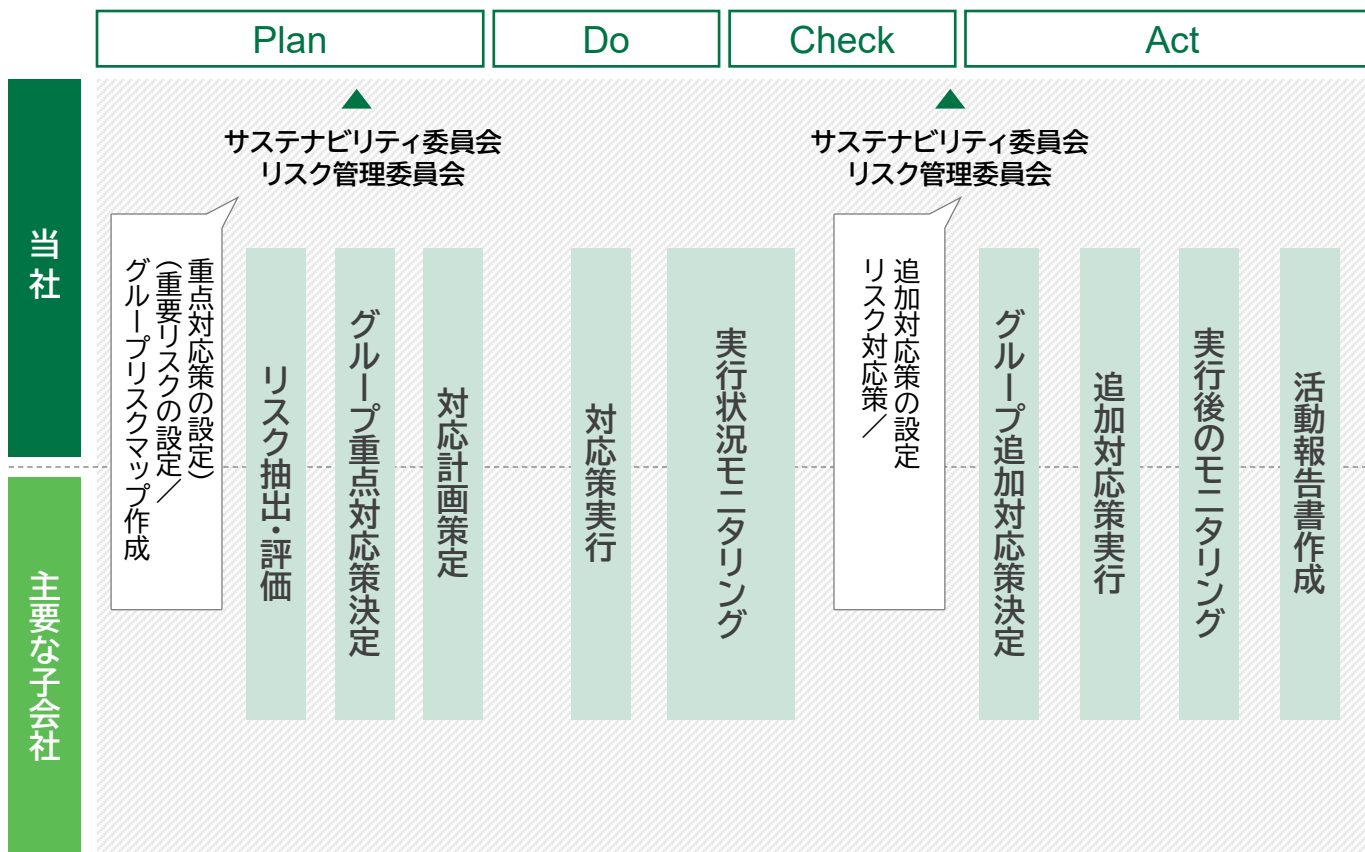 Plan
Do
Check
Act
当社
主要な子会社
サステナビリティ委員会
リスク管理委員会
重点対応策の設定）
（重要リスクの設定／
グループリスクマップ作成
リスク抽出・評価
グループ重点対応策決定
対応計画策定
対応策実行
実行状況モニタリング
サステナビリティ委員会
リスク管理委員会
追加対応策の設定
リスク対応策／
グループ追加対応策決定
追加対応策実行
実行後のモニタリング
活動報告書作成